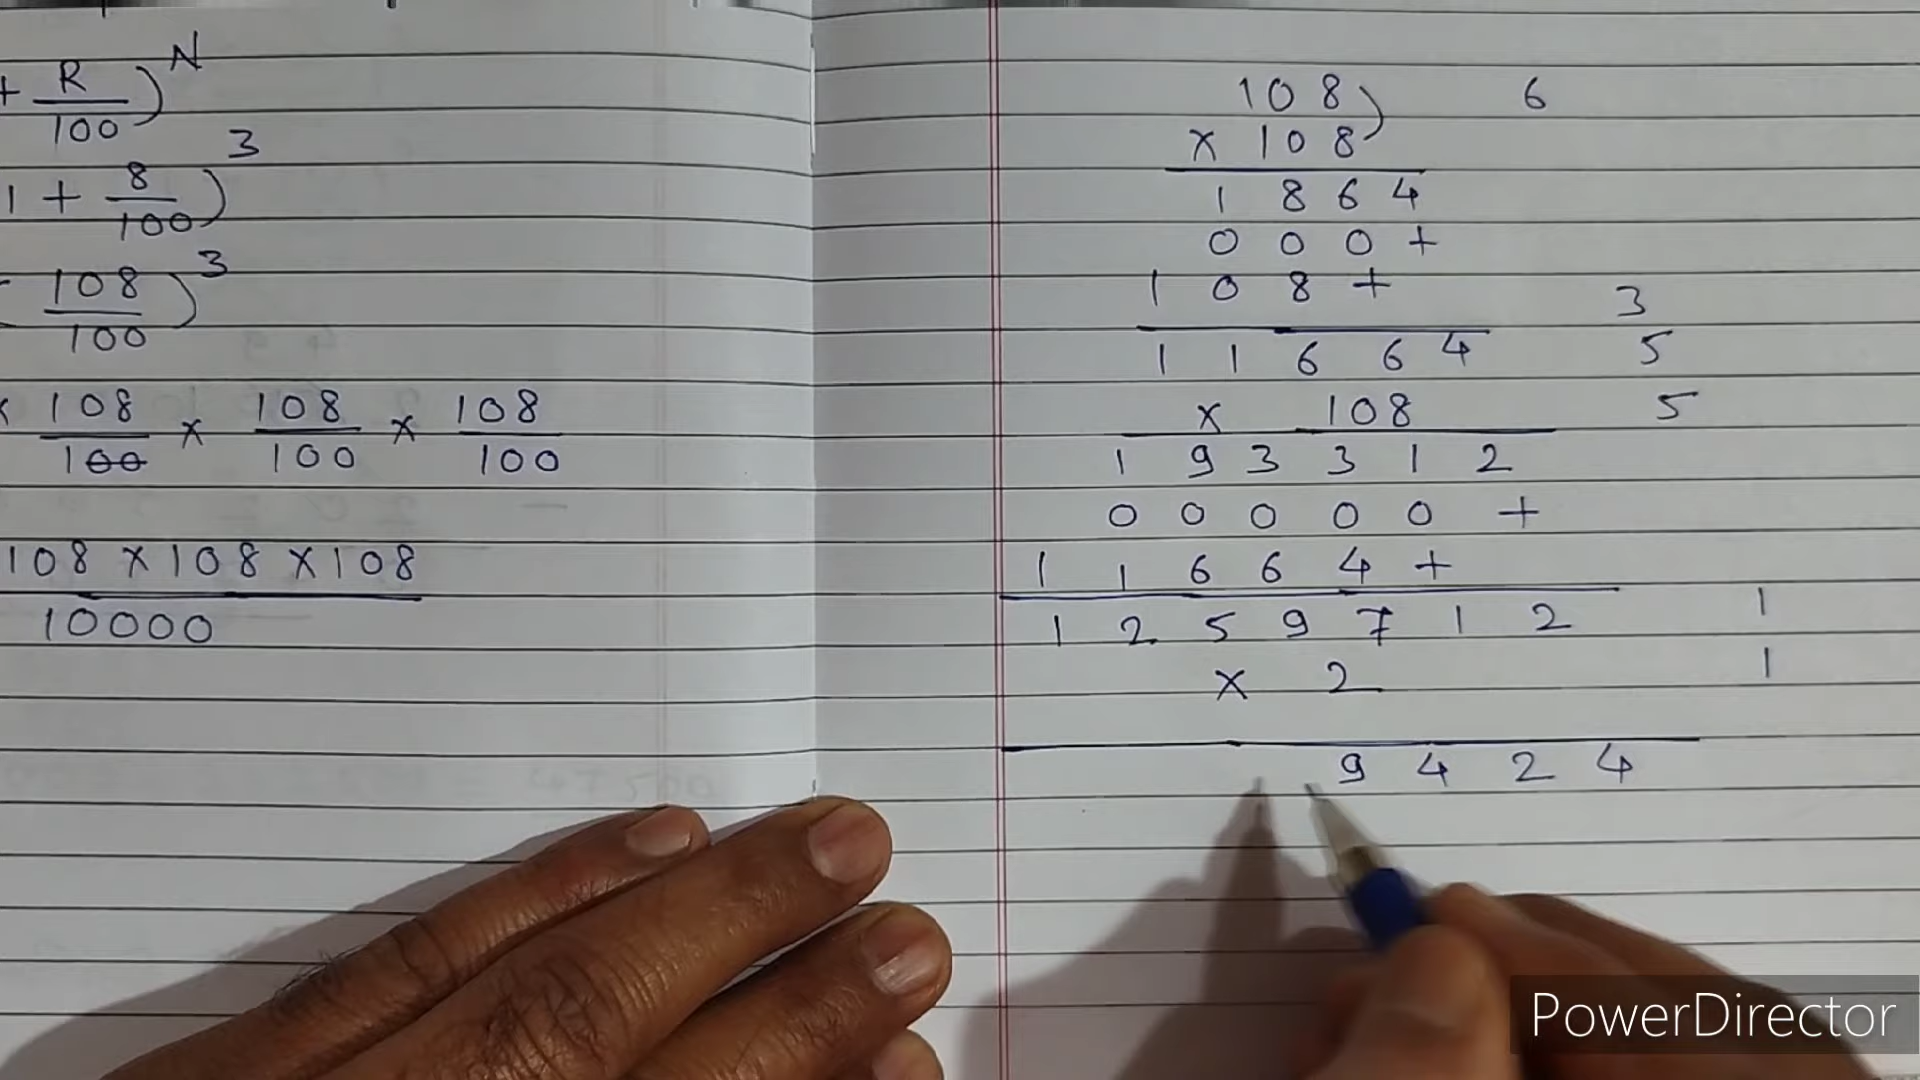 + R/100 ) N
1 + 8/100 ) 3
108/100 ) 3
× 108/100 × 108/100 × 108/100
108 × 108 × 108
10000
108 ) 6
× 108
1 8 6 4
0 0 0 +
1 0 8 +
3
1 1 6 6 4 5
× 108 5
1 9 3 3 1 2
0 0 0 0 0 +
1 1 6 6 4 +
1 2 5 9 7 1 2 1
× 2 1
9 4 2 4
PowerDirector